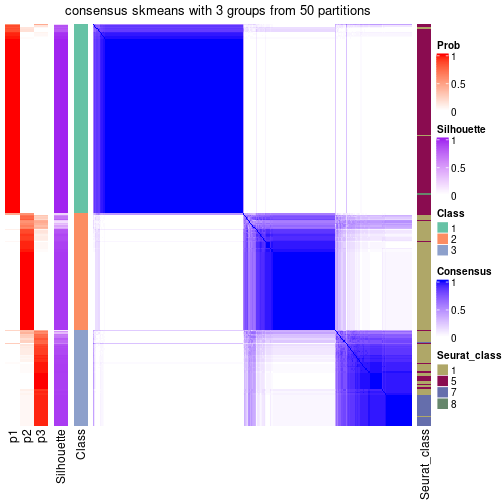 consensus skmeans with 3 groups from 50 partitions
Prob
1
0.5
0
Silhouette
1
0.5
0
Class
1
2
3
Consensus
1
0.5
0
Seurat_class
1
5
7
8
p1
p2
p3
Silhouette
Class
Seurat_class